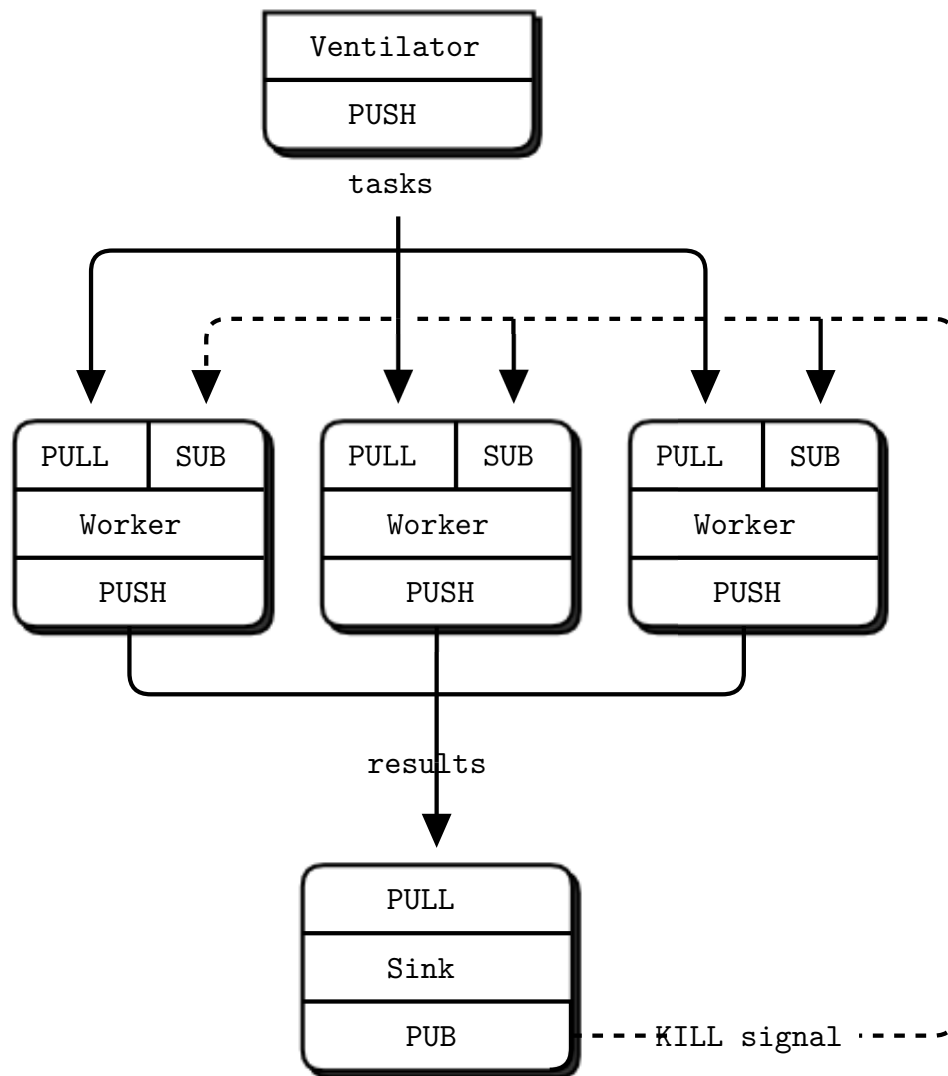 Ventilator
PUSH
tasks
PULL SUB PULL SUB PULL SUB
Worker Worker Worker
PUSH PUSH PUSH
results
PULL
Sink
PUB KILL signal